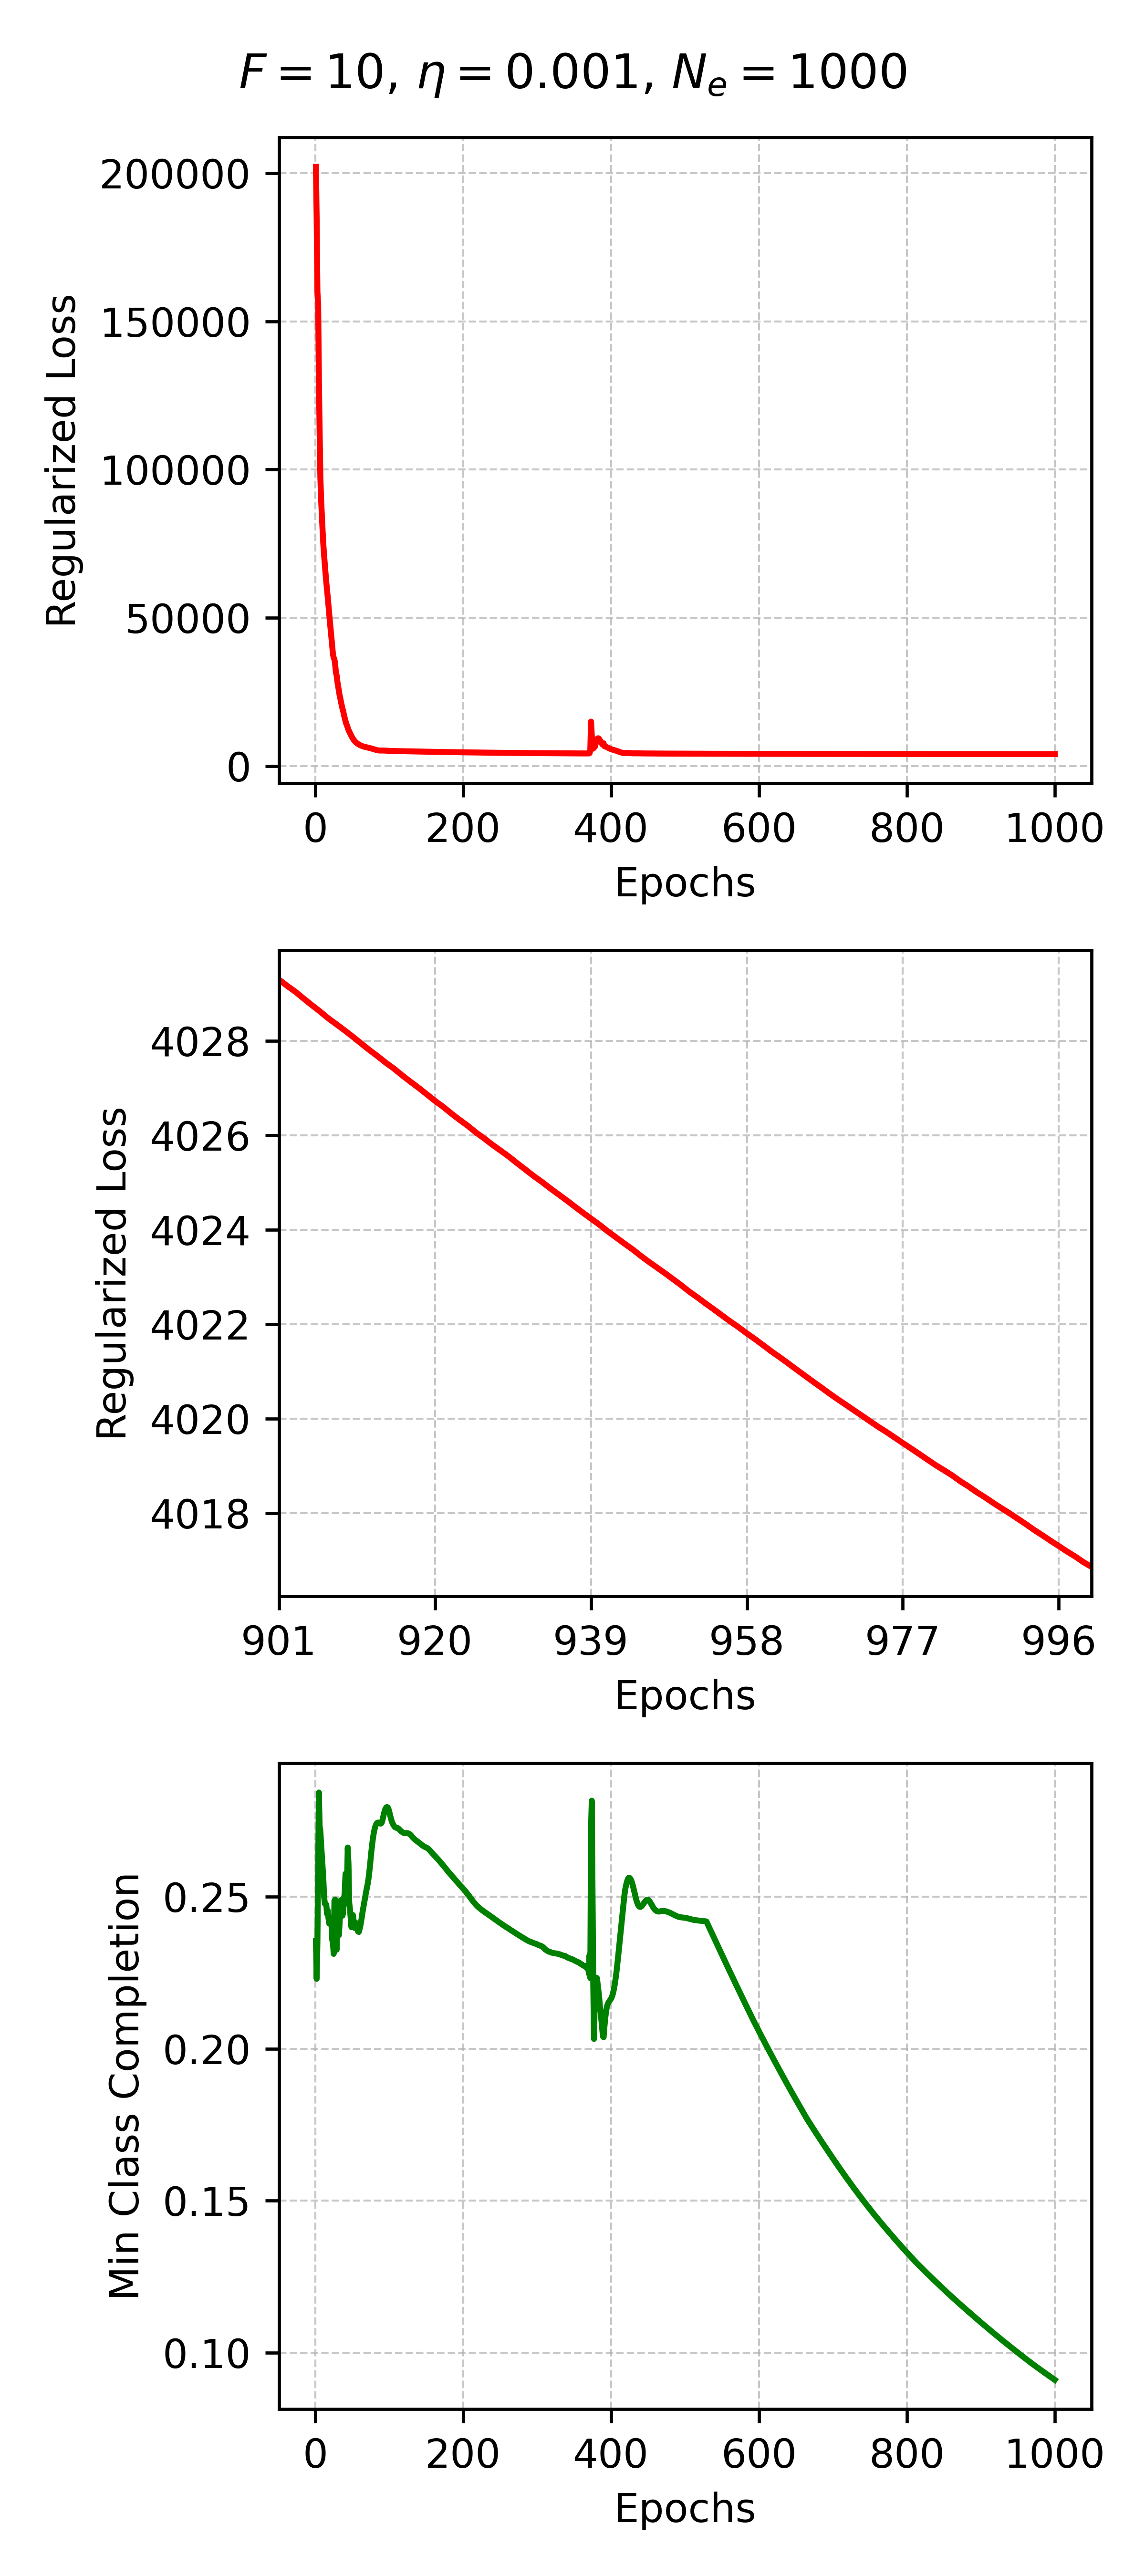 F = 10, η = 0.001, Nₑ = 1000
Regularized Loss
200000
150000
100000
50000
0
0 200 400 600 800 1000
Epochs
Regularized Loss
4028
4026
4024
4022
4020
4018
901 920 939 958 977 996
Epochs
Min Class Completion
0.25
0.20
0.15
0.10
0 200 400 600 800 1000
Epochs